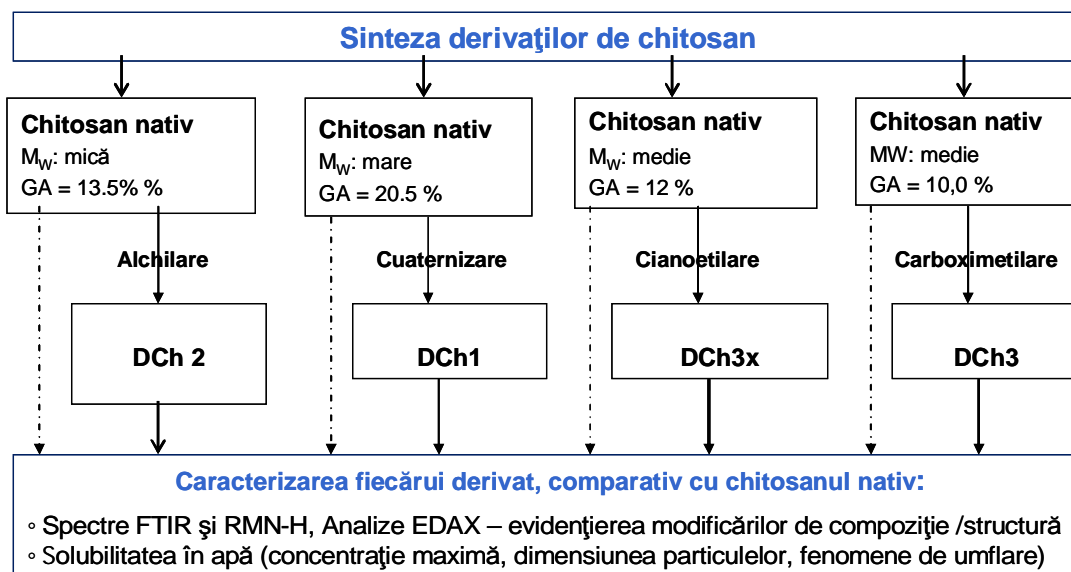 Sinteza derivaţilor de chitosan
Chitosan nativ
MW: mică
GA = 13.5% %
Chitosan nativ
MW: mare
GA = 20.5 %
Chitosan nativ
MW: medie
GA = 12 %
Chitosan nativ
MW: medie
GA = 10,0 %
Alchilare
Cuaternizare
Cianoetilare
Carboximetilare
DCh 2
DCh1
DCh3x
DCh3
Caracterizarea fiecărui derivat, comparativ cu chitosanul nativ:
◦ Spectre FTIR şi RMN-H, Analize EDAX – evidenţierea modificărilor de compoziţie /structură
◦ Solubilitatea în apă (concentraţie maximă, dimensiunea particulelor, fenomene de umflare)